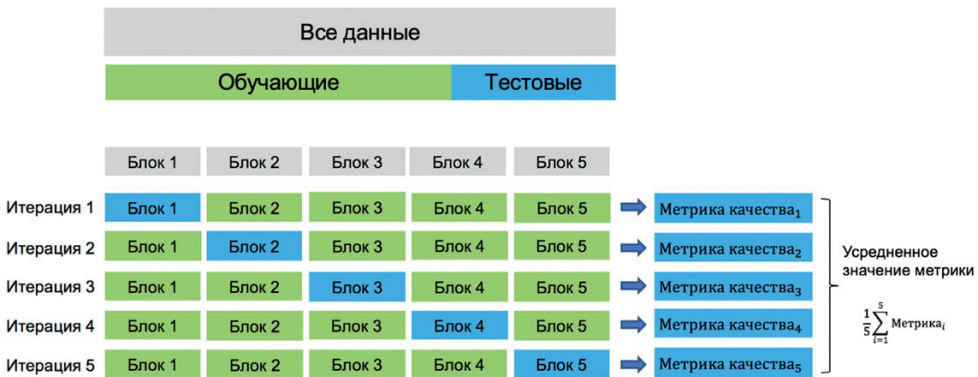 Все данные
Обучающие Тестовые
Блок 1 Блок 2 Блок 3 Блок 4 Блок 5
Итерация 1 Блок 1 Блок 2 Блок 3 Блок 4 Блок 5 Метрика качества₁
Итерация 2 Блок 1 Блок 2 Блок 3 Блок 4 Блок 5 Метрика качества₂
Итерация 3 Блок 1 Блок 2 Блок 3 Блок 4 Блок 5 Метрика качества₃
Итерация 4 Блок 1 Блок 2 Блок 3 Блок 4 Блок 5 Метрика качества₄
Итерация 5 Блок 1 Блок 2 Блок 3 Блок 4 Блок 5 Метрика качества₅
Усредненное
значение метрики
1/5 ∑_{i=1}^{5} Метрикаᵢ